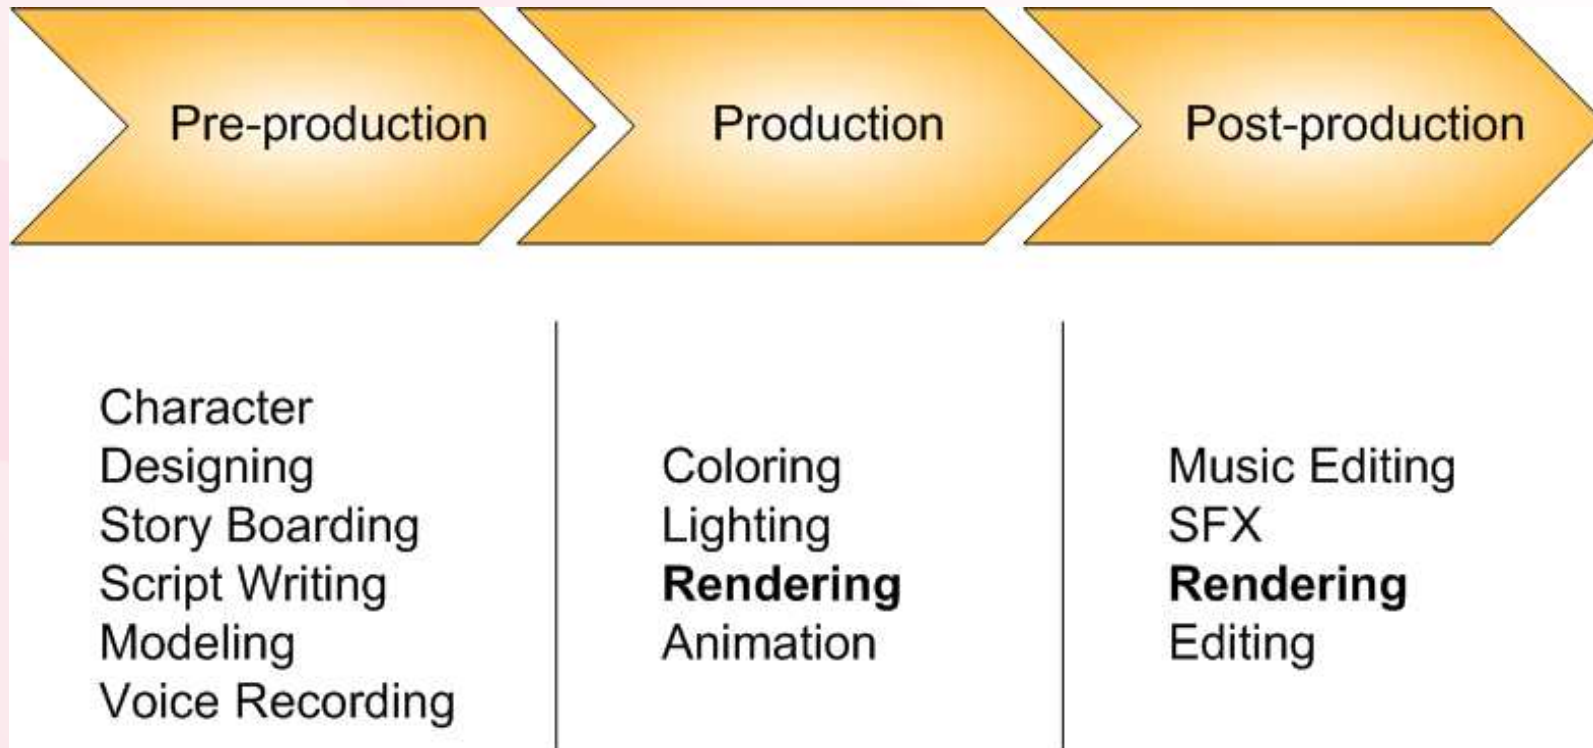 Pre-production
Production
Post-production
Character
Designing
Story Boarding
Script Writing
Modeling
Voice Recording
Coloring
Lighting
Rendering
Animation
Music Editing
SFX
Rendering
Editing